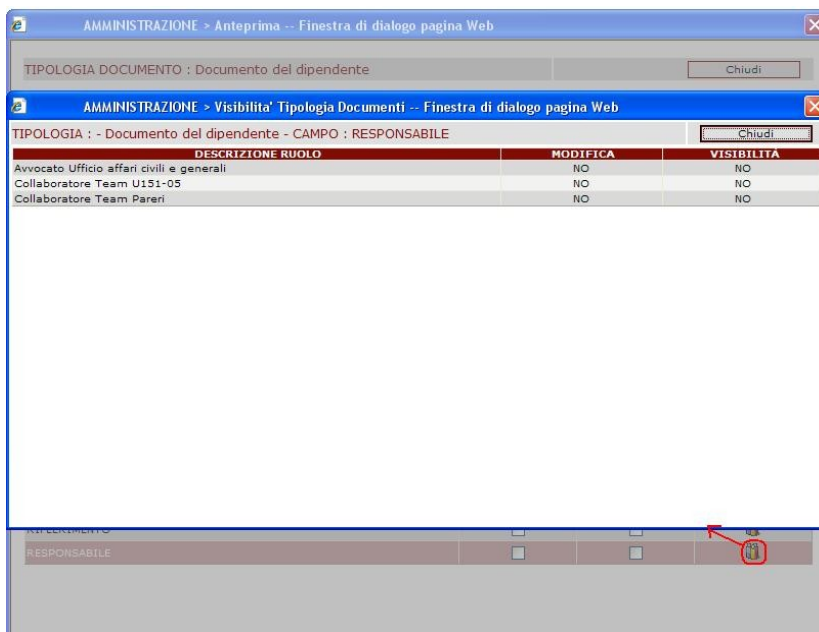 AMMINISTRAZIONE > Anteprima -- Finestra di dialogo pagina Web
TIPOLOGIA DOCUMENTO : Documento del dipendente Chiudi
AMMINISTRAZIONE > Visibilita' Tipologia Documenti -- Finestra di dialogo pagina Web
TIPOLOGIA : - Documento del dipendente - CAMPO : RESPONSABILE Chiudi
DESCRIZIONE RUOLO MODIFICA VISIBILITÀ
Avvocato Ufficio affari civili e generali NO NO
Collaboratore Team U151-05 NO NO
Collaboratore Team Pareri NO NO
RIFERIMENTO
RESPONSABILE